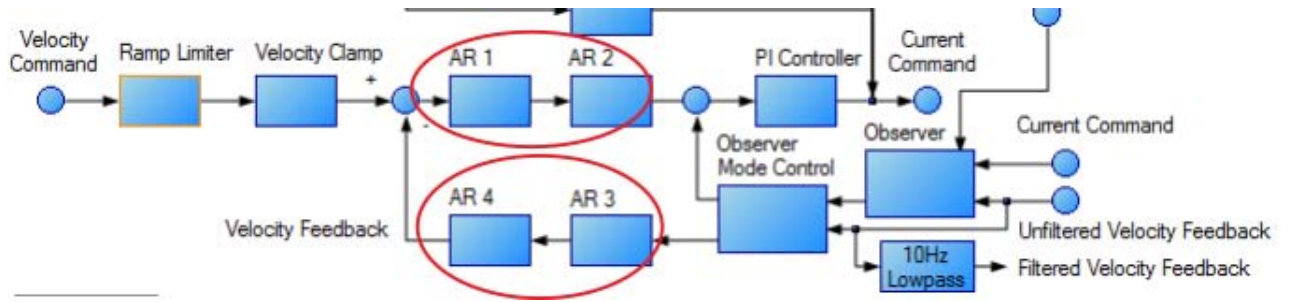 Velocity
Command
Ramp Limiter
Velocity Clamp
+
-
AR 1
AR 2
PI Controller
Current
Command
Observer
Mode Control
Observer
Current Command
AR 4
AR 3
Velocity Feedback
Unfiltered Velocity Feedback
10Hz
Lowpass
Filtered Velocity Feedback